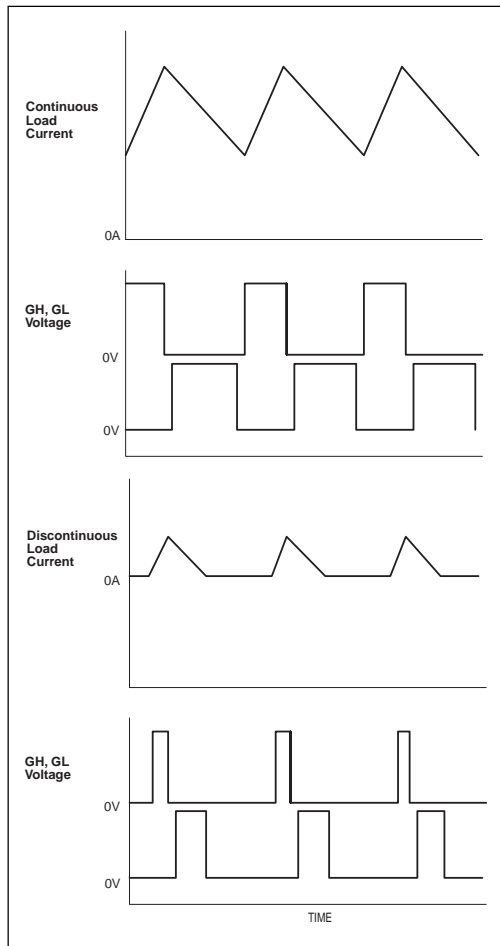 Continuous
Load
Current
0A
GH, GL
Voltage
0V
0V
Discontinuous
Load
Current
0A
GH, GL
Voltage
0V
0V
TIME